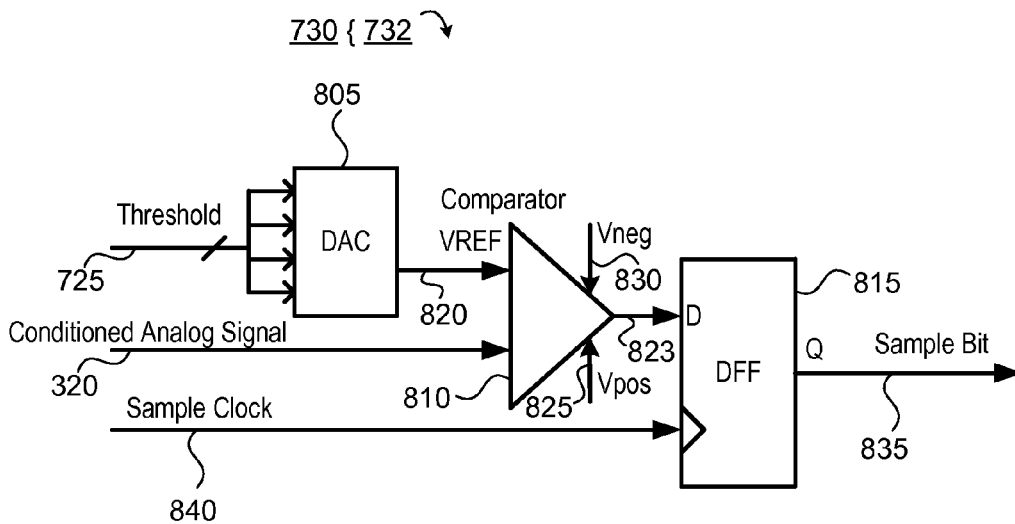 730 { 732
805
Threshold
725
DAC
Comparator
VREF
820
Vneg
830
815
D
823
Q
Sample Bit
Conditioned Analog Signal
320
810
825
Vpos
DFF
835
Sample Clock
840